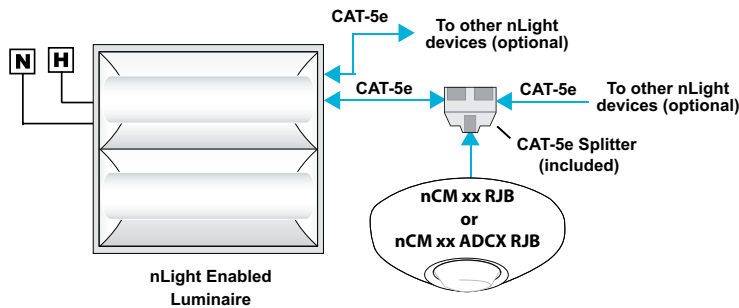 CAT-5e
To other nLight
devices (optional)
N
H
CAT-5e
CAT-5e
To other nLight
devices (optional)
CAT-5e Splitter
(included)
nCM xx RJB
or
nCM xx ADCX RJB
nLight Enabled
Luminaire